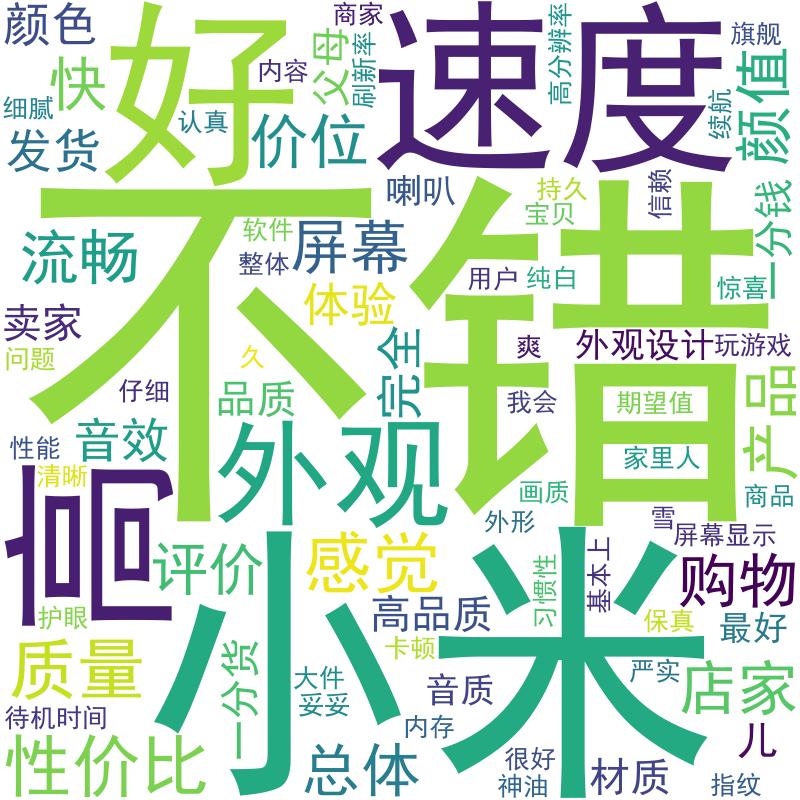 颜色
好
商家
父母
刷新率
速度
高分辨率
旗舰
快
内容
细腻
认真
发货
价位
续航
颜值
喇叭
持久
信赖
宝贝
一分钱
不错
流畅
软件
屏幕
整体
用户
纯白
惊喜
体验
卖家
问题
久
完全
爽
外观设计
玩游戏
仔细
品质
我会
期望值
产品
音效
外观
性能
家里人
清晰
画质
商品
外形
雪
屏幕显示
评价
感觉
习惯性
基本上
购物
护眼
小米
高品质
保真
最好
卡顿
质量
一分货
大件
妥妥
音质
严实
店家
待机时间
内存
儿
性价比
总体
很好
神油
材质
指纹